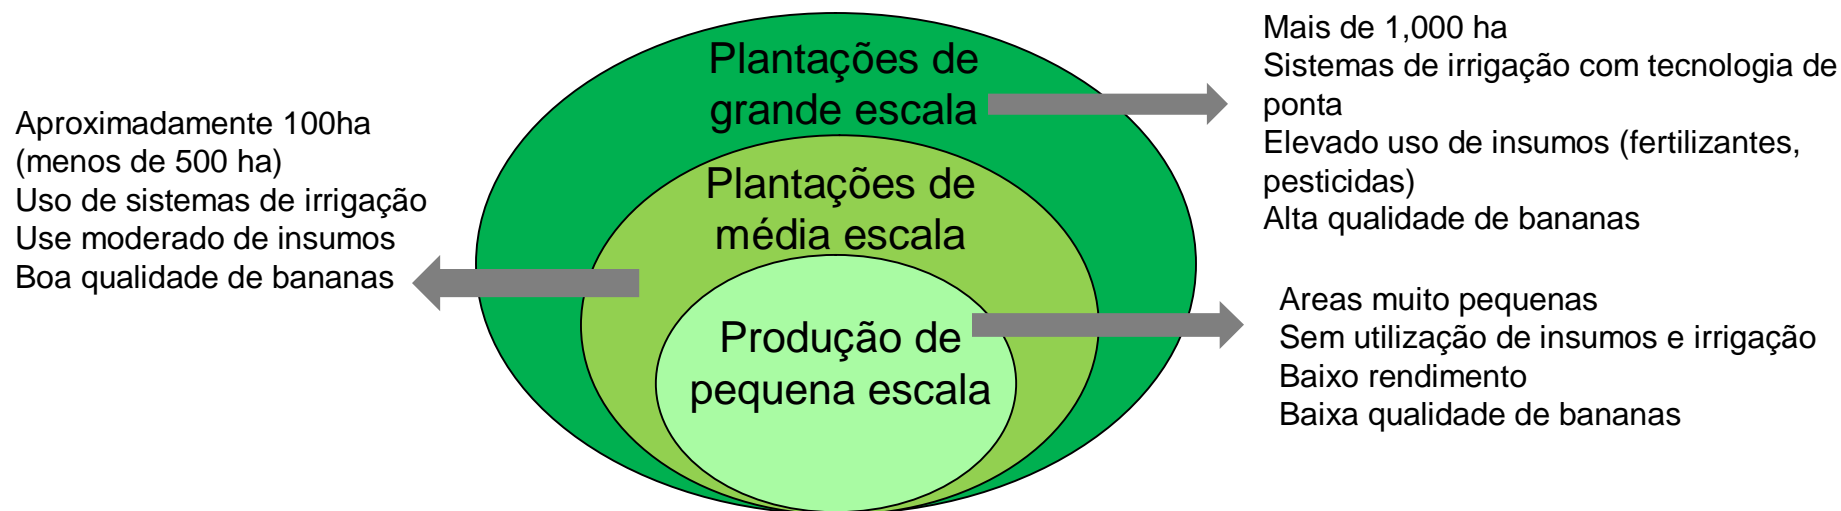 Plantações de
grande escala
Mais de 1,000 ha
Sistemas de irrigação com tecnologia de
ponta
Elevado uso de insumos (fertilizantes,
pesticidas)
Alta qualidade de bananas
Aproximadamente 100ha
(menos de 500 ha)
Uso de sistemas de irrigação
Use moderado de insumos
Boa qualidade de bananas
Plantações de
média escala
Produção de
pequena escala
Areas muito pequenas
Sem utilização de insumos e irrigação
Baixo rendimento
Baixa qualidade de bananas